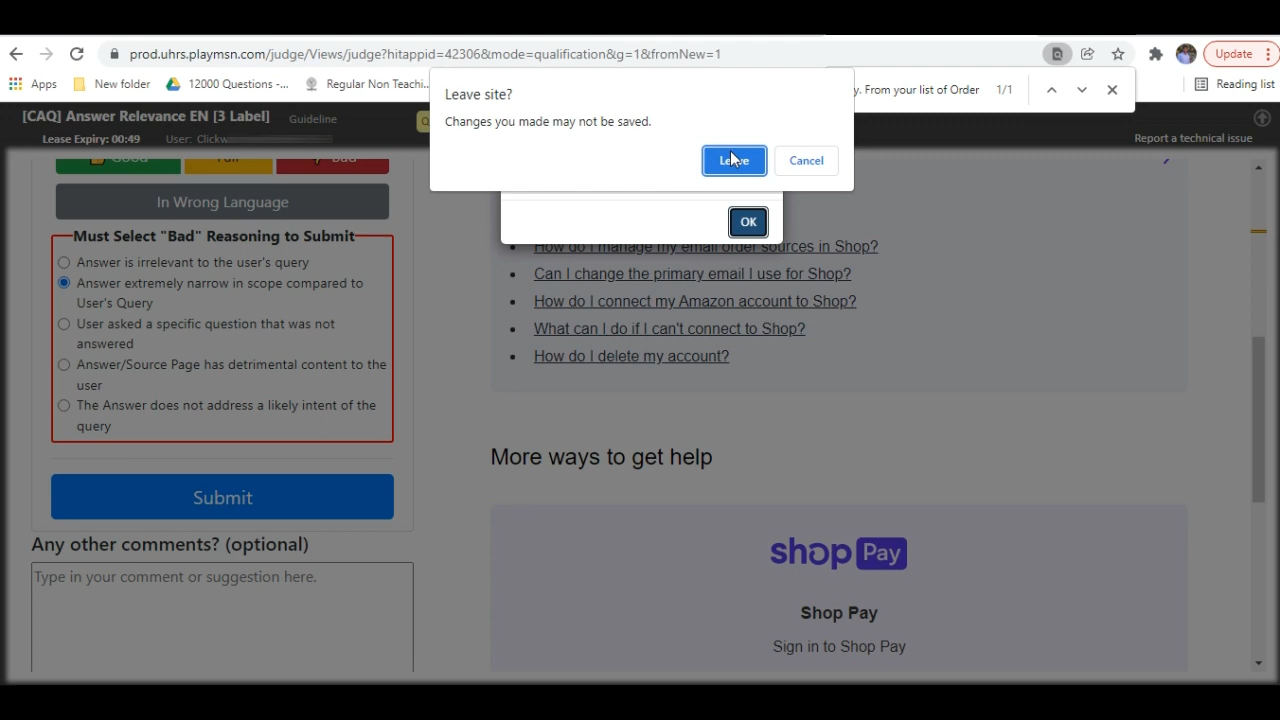 prod.uhrs.playmsn.com/judge/Views/judge?hitappid=42306&mode=qualification&g=1&fromNew=1
Update
Apps
New folder
12000 Questions -...
Regular Non Teachi...
Reading list
Leave site?
Changes you made may not be saved.
Leave
Cancel
y. From your list of Order
1/1
[CAQ] Answer Relevance EN [3 Label]
Guideline
Lease Expiry: 00:49
User: Clickw
Report a technical issue
Good
Bad
In Wrong Language
OK
Must Select "Bad" Reasoning to Submit
Answer is irrelevant to the user's query
Answer extremely narrow in scope compared to
User's Query
User asked a specific question that was not
answered
Answer/Source Page has detrimental content to the
user
The Answer does not address a likely intent of the
query
Submit
Any other comments? (optional)
Type in your comment or suggestion here.
How do I manage my email order sources in Shop?
Can I change the primary email I use for Shop?
How do I connect my Amazon account to Shop?
What can I do if I can't connect to Shop?
How do I delete my account?
More ways to get help
shop Pay
Shop Pay
Sign in to Shop Pay